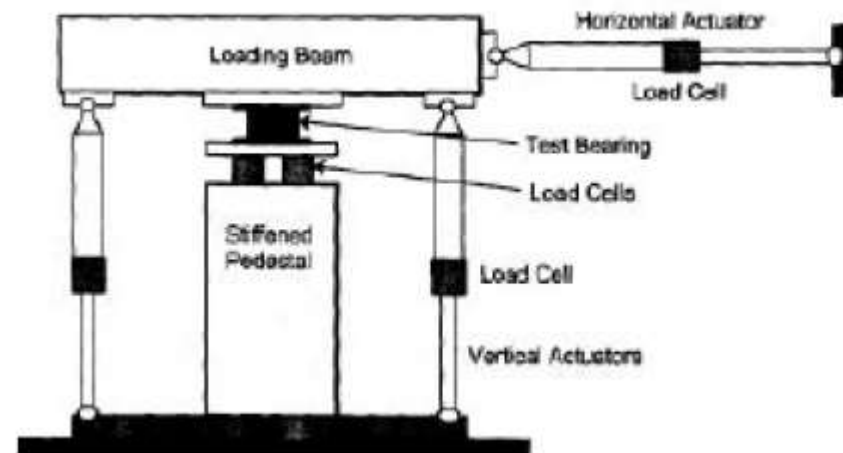 Horizontal Actuator
Loading Beam
Load Cell
Test Bearing
Load Cells
Stiffened
Pedestal
Load Cell
Vertical Actuators